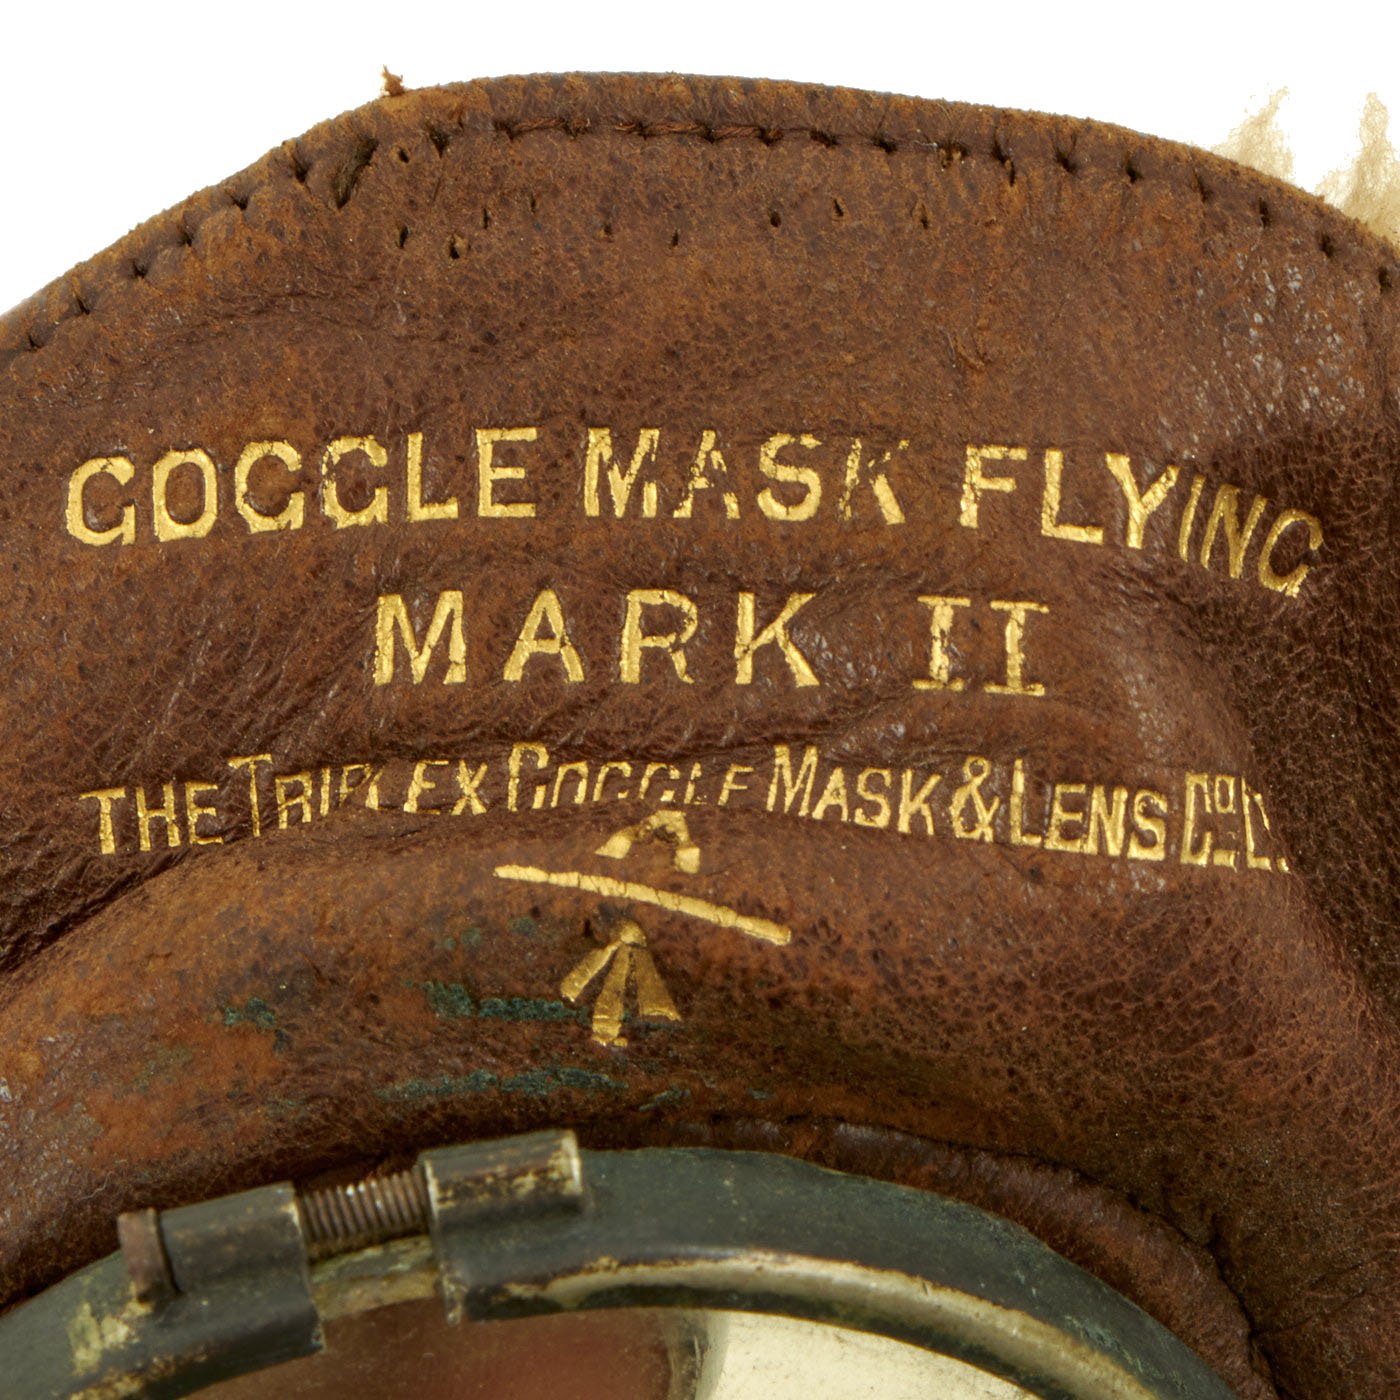 GOGGLE MASK FLYING
MARK II
THE TRIPLEX GOGGLE MASK & LENS Co. L
A